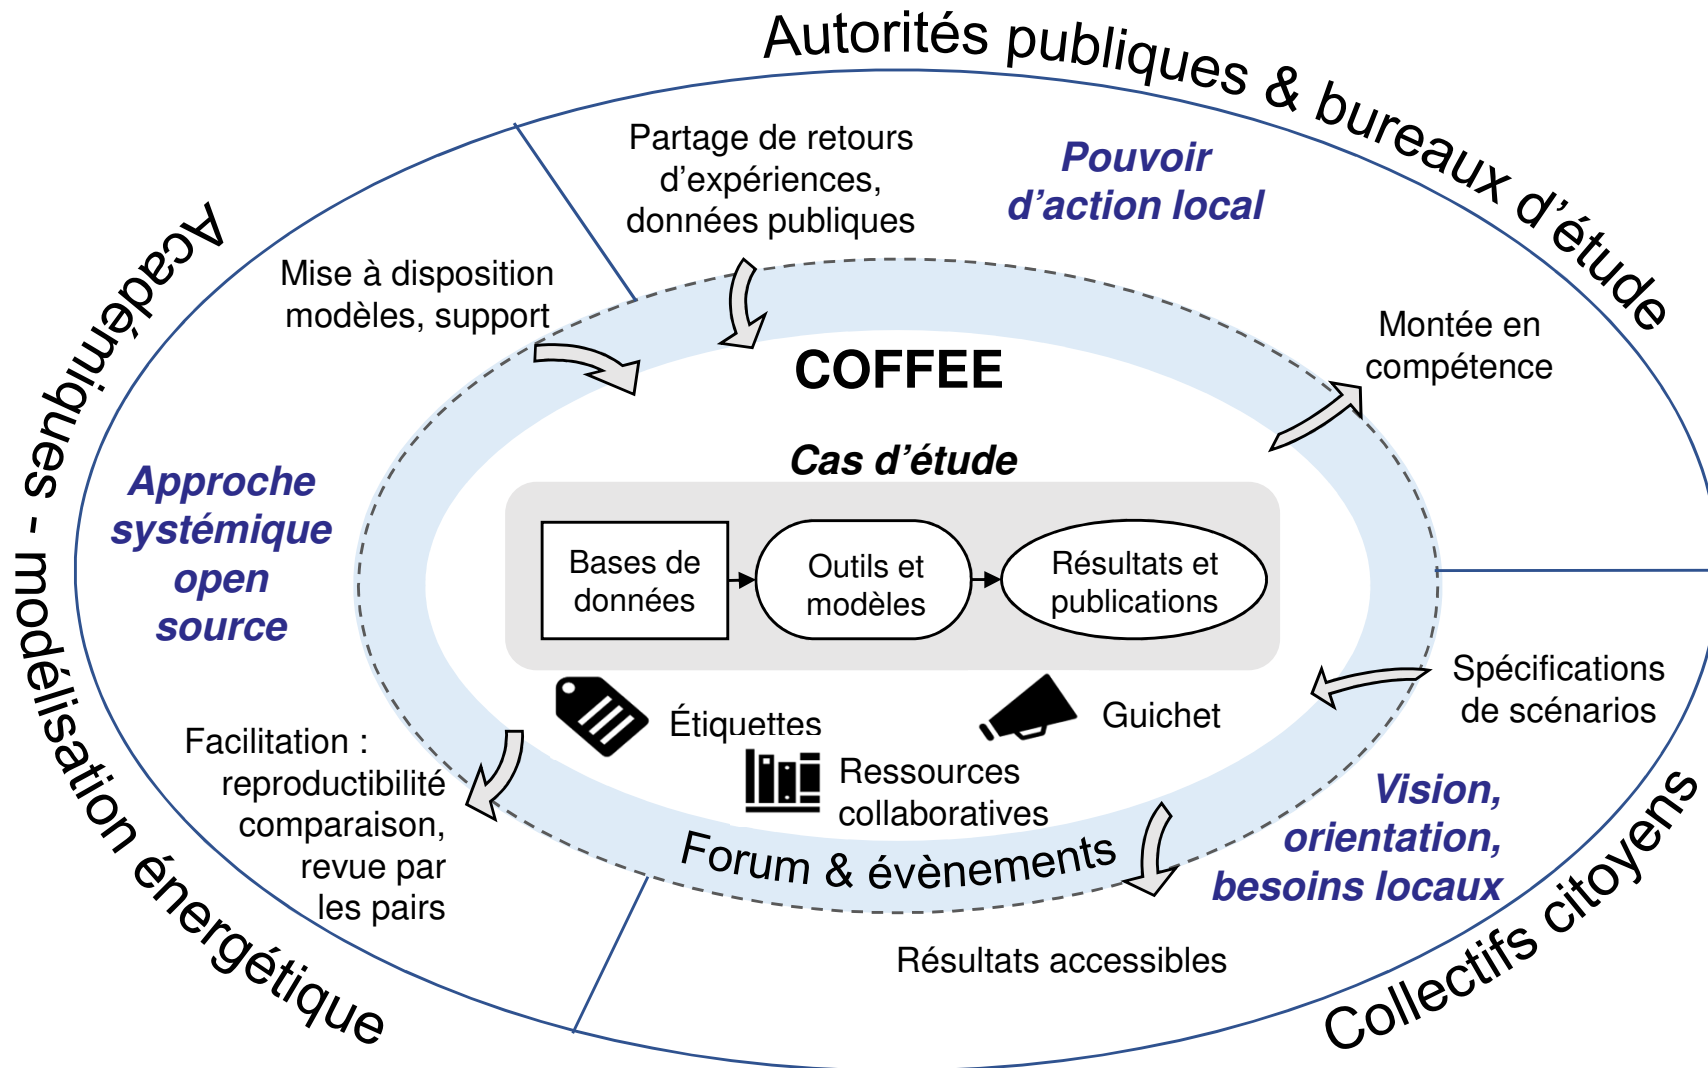 Autorités publiques & bureaux d’étude
Partage de retours
d’expériences,
données publiques
Pouvoir
d’action local
Académiques - modélisation énergétique
Mise à disposition
modèles, support
Montée en
compétence
COFFEE
Cas d’étude
Approche
systémique
open
source
Bases de
données
Outils et
modèles
Résultats et
publications
Étiquettes
Guichet
Ressources
collaboratives
Spécifications
de scénarios
Facilitation :
reproductibilité
comparaison,
revue par
les pairs
Vision,
orientation,
besoins locaux
Forum & évènements
Résultats accessibles
Collectifs citoyens